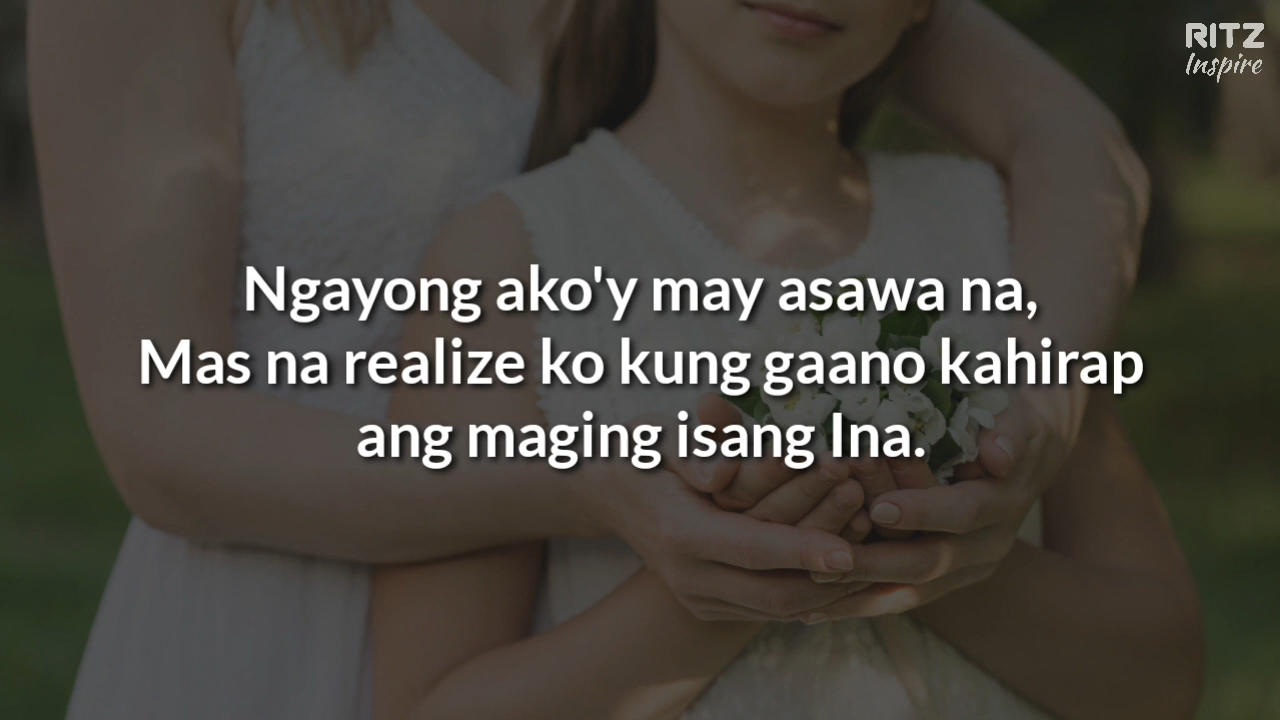 RITZ
Inspire
Ngayong ako'y may asawa na,
Mas na realize ko kung gaano kahirap
ang maging isang Ina.